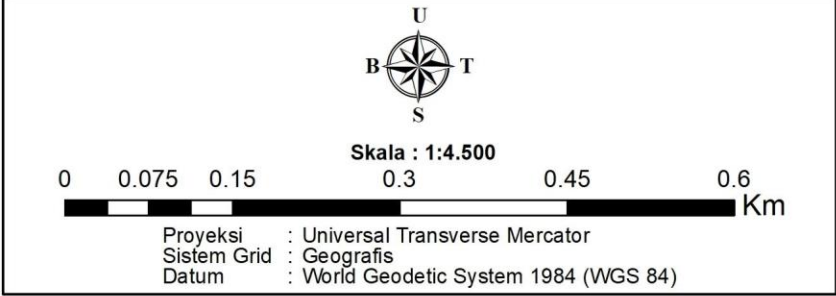 U
B T
S
Skala : 1:4.500
0 0.075 0.15 0.3 0.45 0.6
Km
Proyeksi : Universal Transverse Mercator
Sistem Grid : Geografis
Datum : World Geodetic System 1984 (WGS 84)